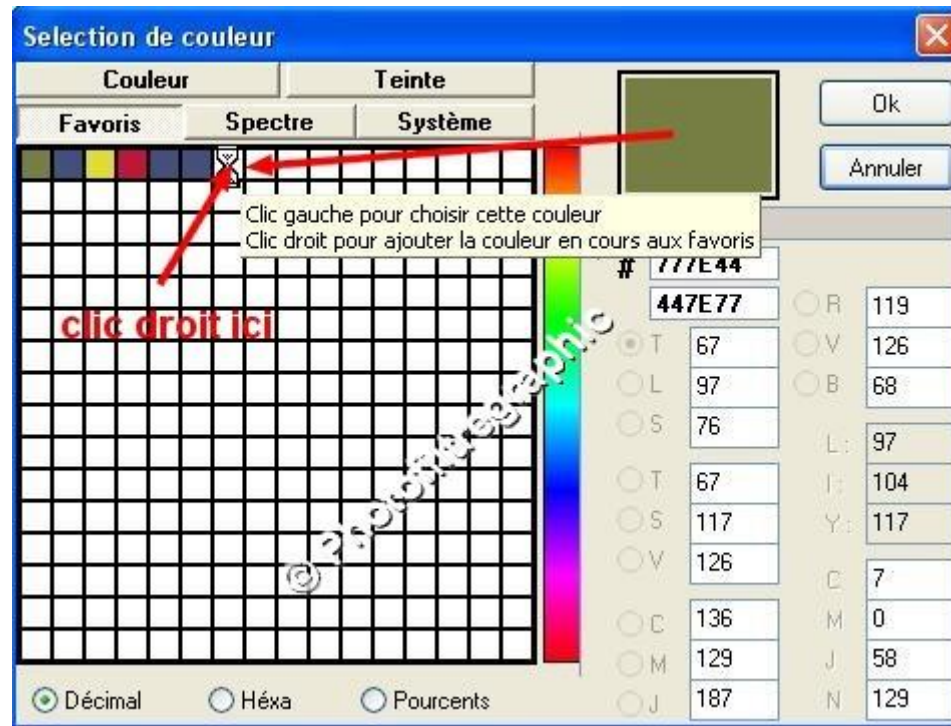 Selection de couleur
Couleur Teinte
Favoris Spectre Système
Ok
Annuler
Clic gauche pour choisir cette couleur
Clic droit pour ajouter la couleur en cours aux favoris
clic droit ici
# 777E44
447E77
T 67
L 97
S 76
T 67
S 117
V 126
C 136
M 129
J 187
R 119
V 126
B 68
L : 97
I : 104
Y : 117
C 7
M 0
J 58
N 129
© Photofiltregraphic
Décimal Héxa Pourcents